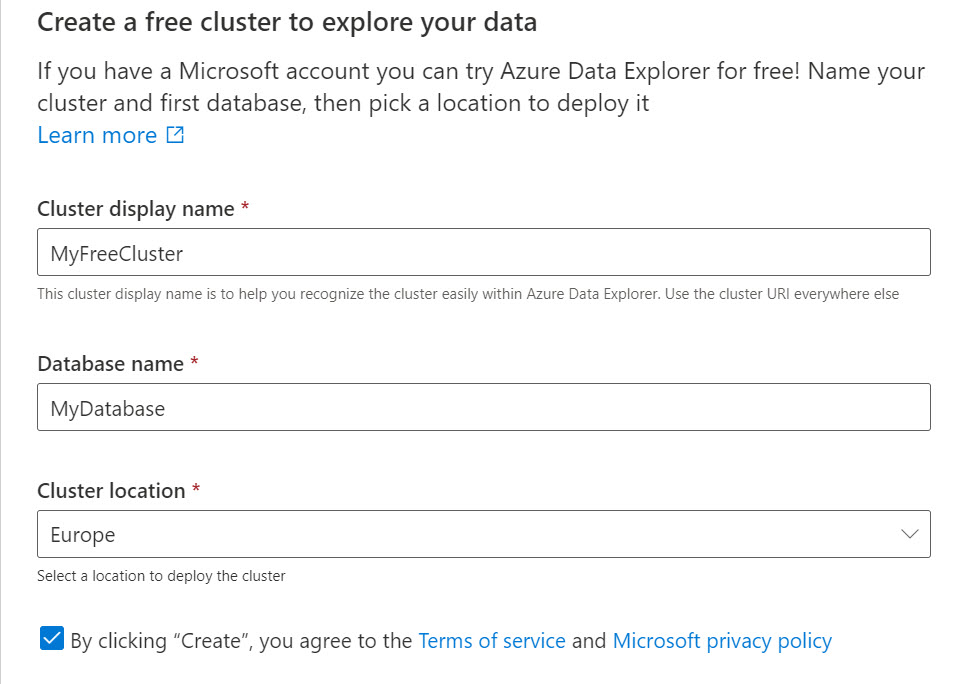 Create a free cluster to explore your data
If you have a Microsoft account you can try Azure Data Explorer for free! Name your
cluster and first database, then pick a location to deploy it
Learn more
Cluster display name *
MyFreeCluster
This cluster display name is to help you recognize the cluster easily within Azure Data Explorer. Use the cluster URI everywhere else
Database name *
MyDatabase
Cluster location *
Europe
Select a location to deploy the cluster
By clicking “Create”, you agree to the Terms of service and Microsoft privacy policy